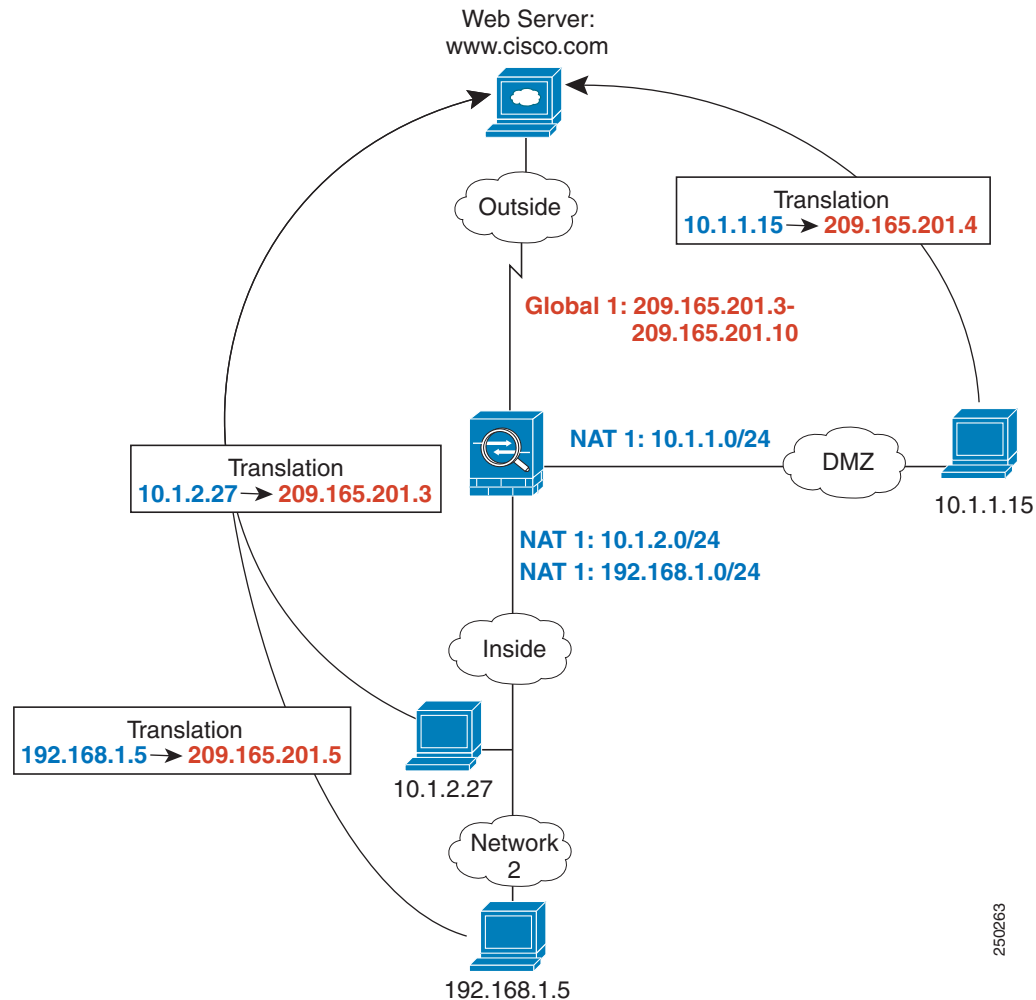 Web Server:
www.cisco.com
Outside
Translation
10.1.1.15 → 209.165.201.4
Global 1: 209.165.201.3-
209.165.201.10
NAT 1: 10.1.1.0/24
DMZ
10.1.1.15
Translation
10.1.2.27 → 209.165.201.3
NAT 1: 10.1.2.0/24
NAT 1: 192.168.1.0/24
Inside
Translation
192.168.1.5 → 209.165.201.5
10.1.2.27
Network
2
192.168.1.5
250263